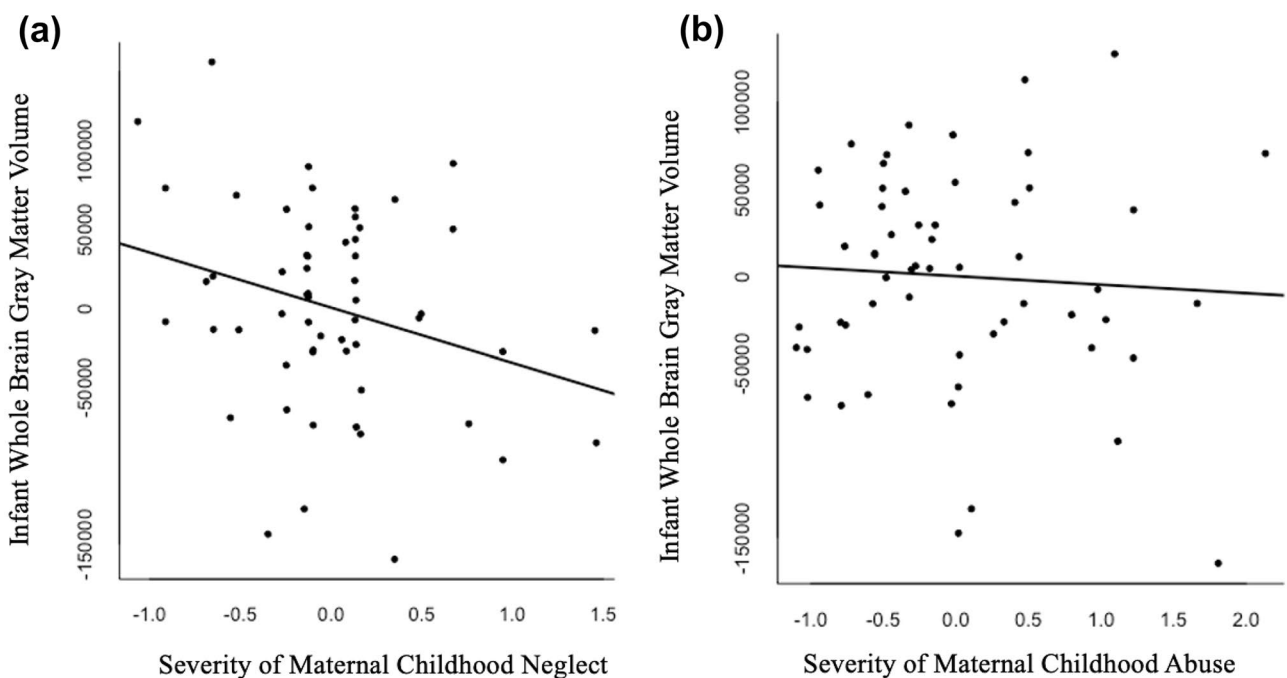 (a)
Infant Whole Brain Gray Matter Volume
100000
50000
0
-50000
-150000
-1.0 -0.5 0.0 0.5 1.0 1.5
Severity of Maternal Childhood Neglect
(b)
Infant Whole Brain Gray Matter Volume
100000
50000
0
-50000
-150000
-1.0 -0.5 0.0 0.5 1.0 1.5 2.0
Severity of Maternal Childhood Abuse